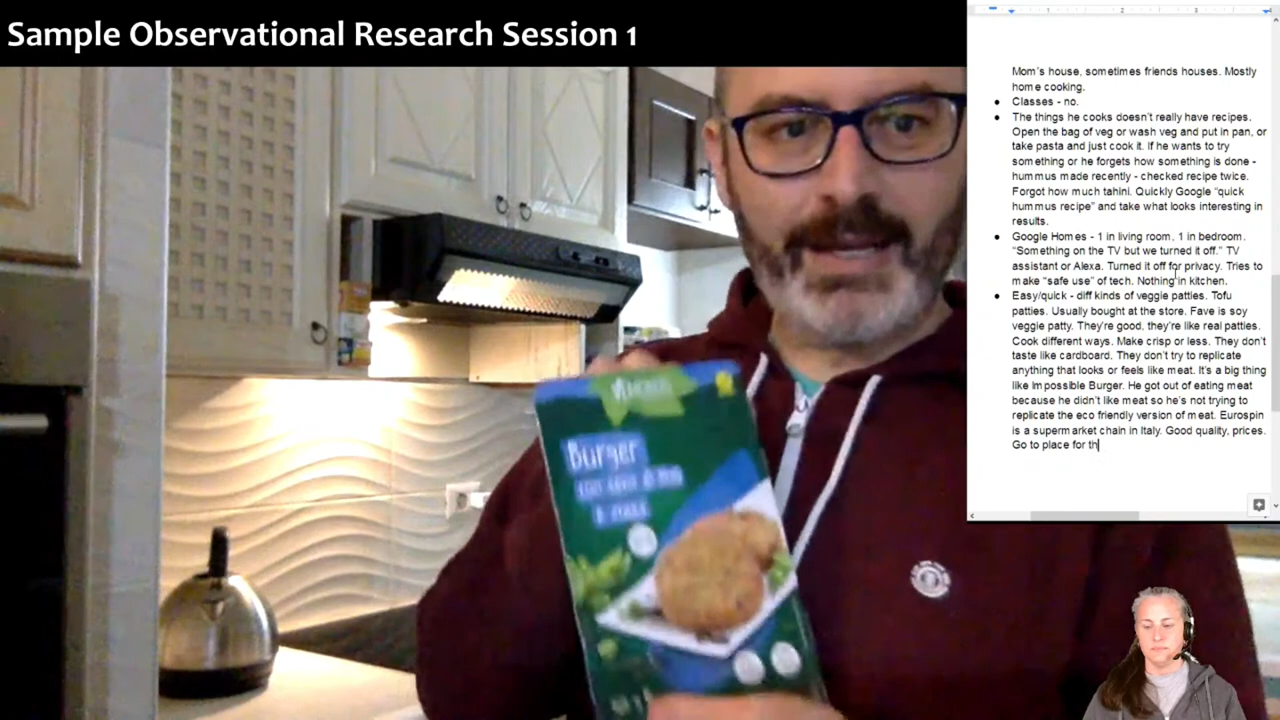 Sample Observational Research Session 1
Mom's house, sometimes friends houses. Mostly
home cooking.
● Classes - no.
● The things he cooks doesn't really have recipes.
Open the bag of veg or wash veg and put in pan, or
take pasta and just cook it. If he wants to try
something or he forgets how something is done -
hummus made recently - checked recipe twice.
Forgot how much tahini. Quickly Google “quick
hummus recipe” and take what looks interesting in
results.
● Google Homes - 1 in living room, 1 in bedroom.
“Something on the TV but we turned it off.” TV
assistant or Alexa. Turned it off for privacy. Tries to
make “safe use” of tech. Nothing in kitchen.
● Easy/quick - diff kinds of veggie patties. Tofu
patties. Usually bought at the store. Fave is soy
veggie patty. They're good, they're like real patties.
Cook different ways. Make crisp or less. They don't
taste like cardboard. They don't try to replicate
anything that looks or feels like meat. It's a big thing
like Impossible Burger. He got out of eating meat
because he didn't like meat so he's not trying to
replicate the eco friendly version of meat. Eurospin
is a supermarket chain in Italy. Good quality, prices.
Go to place for th
Burger